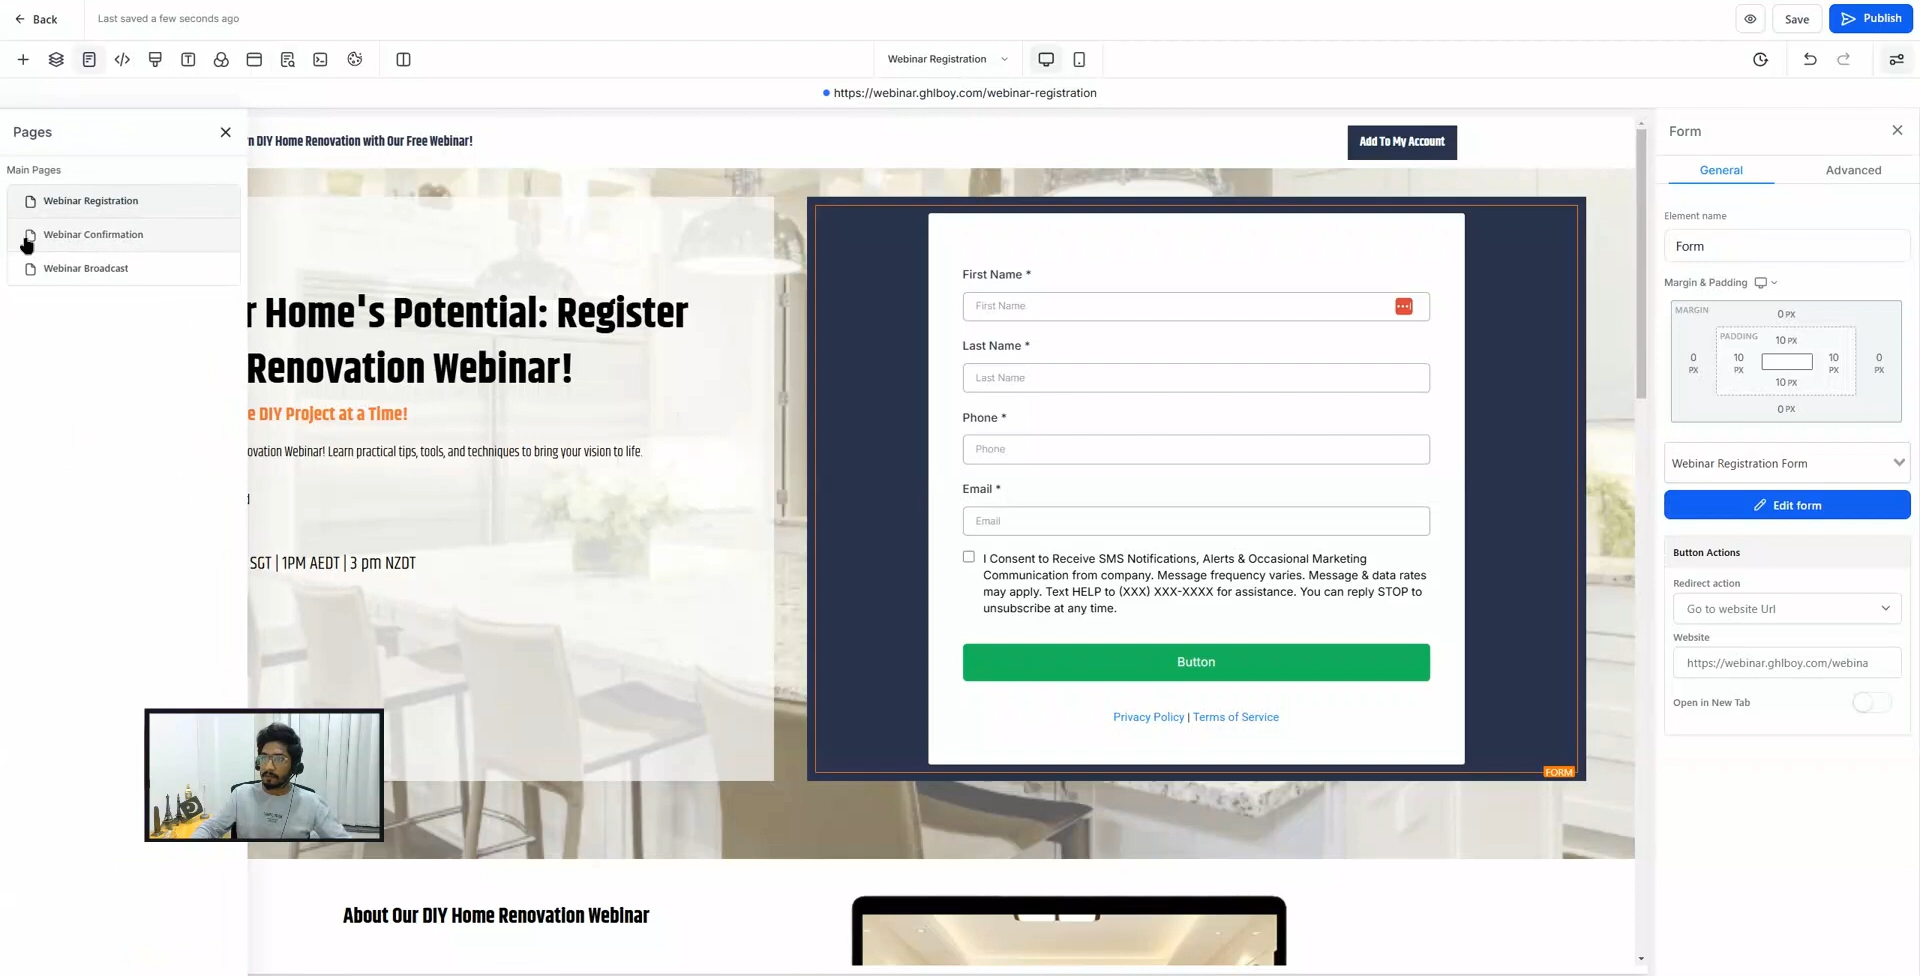 Back
Last saved a few seconds ago
Save
Publish
Webinar Registration
https://webinar.ghlboy.com/webinar-registration
Pages
Main Pages
Webinar Registration
Webinar Confirmation
Webinar Broadcast
n DIY Home Renovation with Our Free Webinar!
Add To My Account
r Home's Potential: Register
Renovation Webinar!
e DIY Project at a Time!
ovation Webinar! Learn practical tips, tools, and techniques to bring your vision to life.
d
SGT | 1PM AEDT | 3 pm NZDT
First Name *
First Name
Last Name *
Last Name
Phone *
Phone
Email *
Email
I Consent to Receive SMS Notifications, Alerts & Occasional Marketing
Communication from company. Message frequency varies. Message & data rates
may apply. Text HELP to (XXX) XXX-XXXX for assistance. You can reply STOP to
unsubscribe at any time.
Button
Privacy Policy | Terms of Service
FORM
About Our DIY Home Renovation Webinar
Form
General
Advanced
Element name
Form
Margin & Padding
MARGIN
0 PX
PADDING
10 PX
0 PX
10 PX
10 PX
0 PX
10 PX
0 PX
Webinar Registration Form
Edit form
Button Actions
Redirect action
Go to website Url
Website
https://webinar.ghlboy.com/webina
Open in New Tab